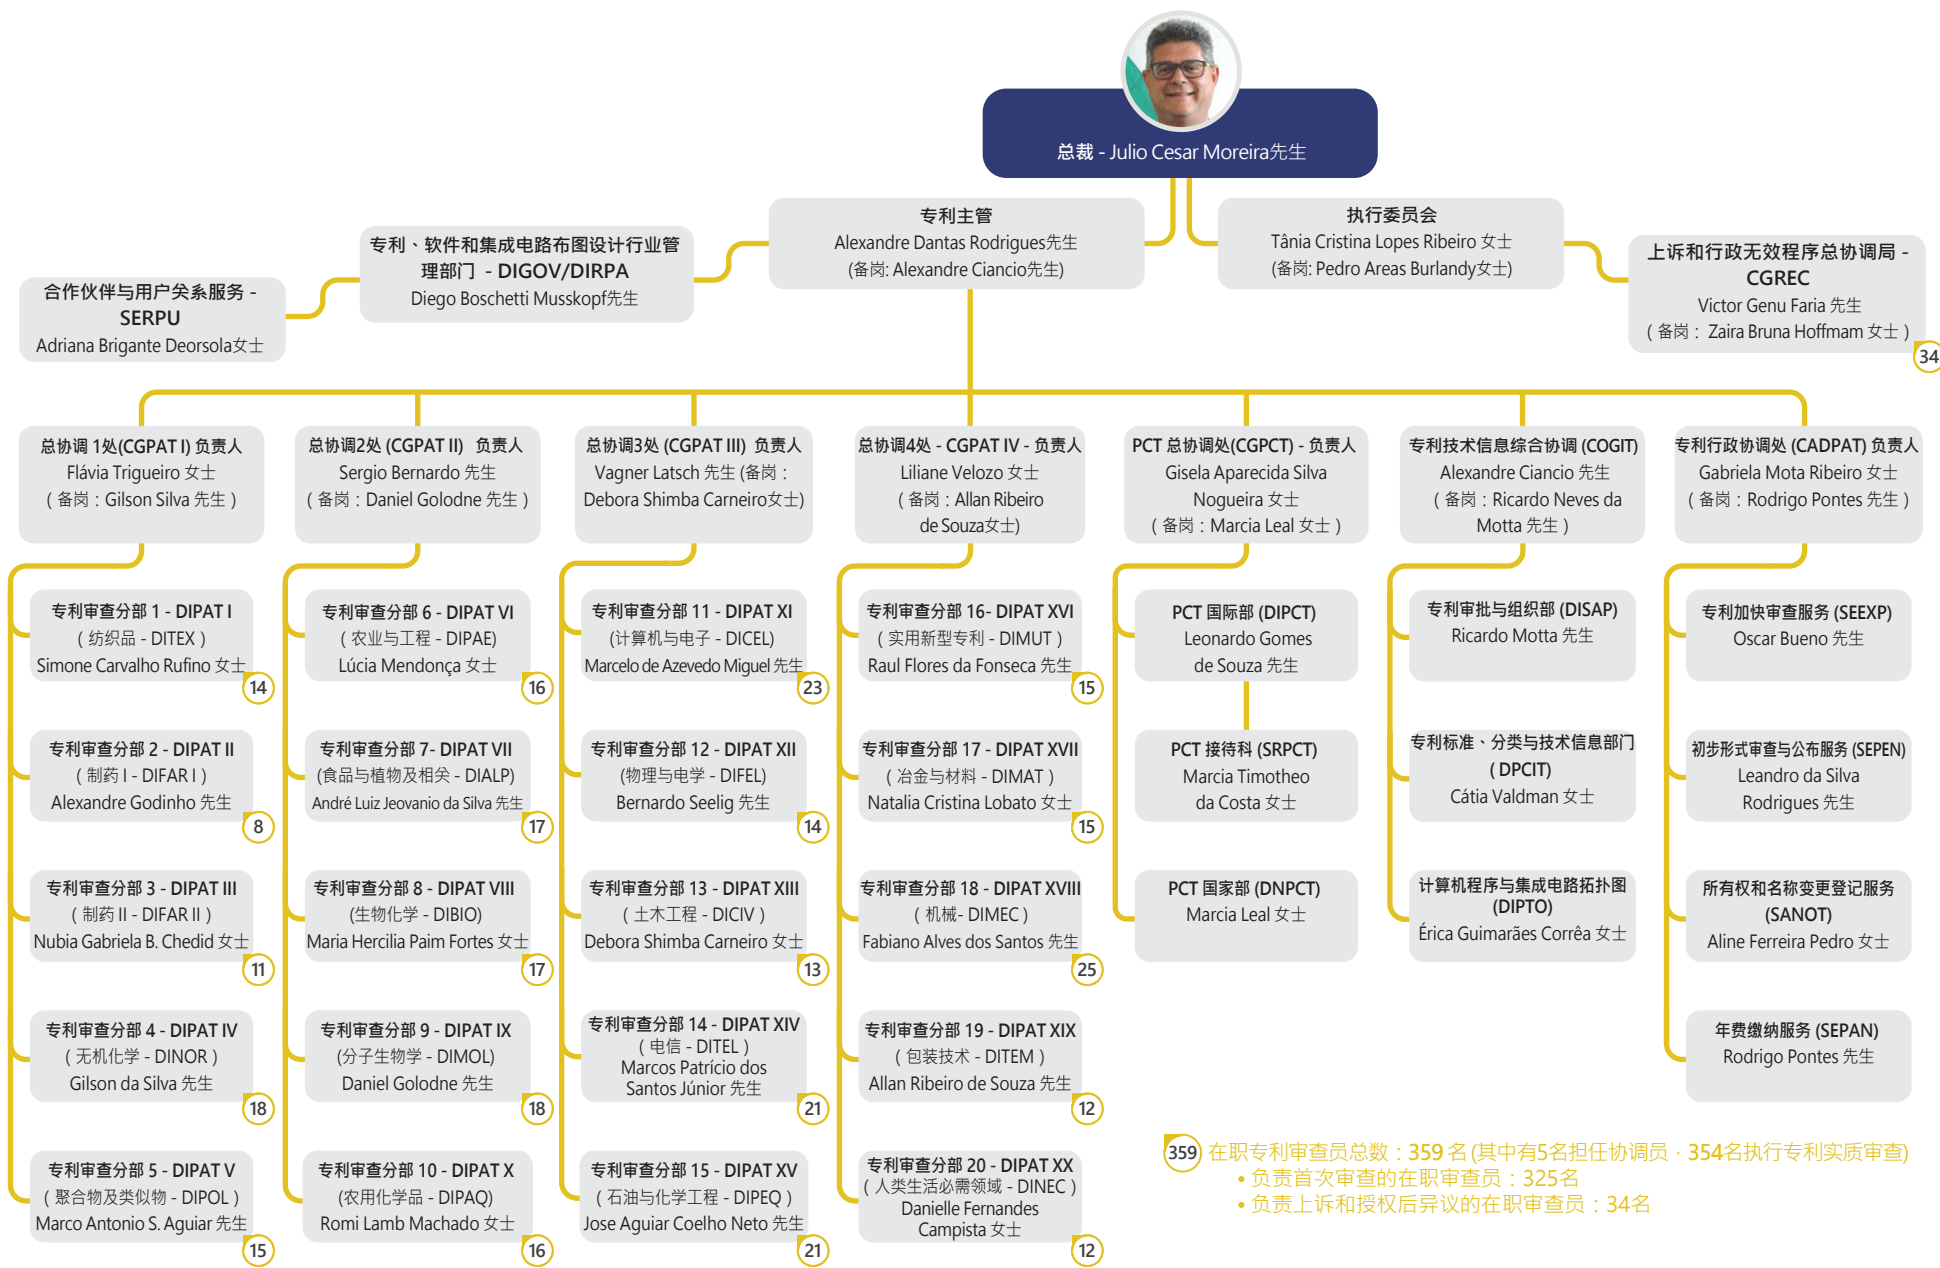 总裁 - Julio Cesar Moreira先生
专利主管
Alexandre Dantas Rodrigues先生
(备岗: Alexandre Ciancio先生)
执行委员会
Tânia Cristina Lopes Ribeiro 女士
(备岗: Pedro Areas Burlandy女士)
专利、软件和集成电路布图设计行业管
理部门 - DIGOV/DIRPA
Diego Boschetti Musskopf先生
上诉和行政无效程序总协调局 -
CGREC
Victor Genu Faria 先生
( 备岗： Zaira Bruna Hoffmam 女士 )
34
合作伙伴与用户关系服务 -
SERPU
Adriana Brigante Deorsola女士
总协调 1处(CGPAT I) 负责人
Flávia Trigueiro 女士
( 备岗：Gilson Silva 先生 )
总协调2处 (CGPAT II) 负责人
Sergio Bernardo 先生
( 备岗：Daniel Golodne 先生 )
总协调3处 (CGPAT III) 负责人
Vagner Latsch 先生 (备岗：
Debora Shimba Carneiro女士)
总协调4处 - CGPAT IV - 负责人
Liliane Velozo 女士
( 备岗：Allan Ribeiro
de Souza女士)
PCT 总协调处(CGPCT) - 负责人
Gisela Aparecida Silva
Nogueira 女士
( 备岗：Marcia Leal 女士 )
专利技术信息综合协调 (COGIT)
Alexandre Ciancio 先生
( 备岗：Ricardo Neves da
Motta 先生 )
专利行政协调处 (CADPAT) 负责人
Gabriela Mota Ribeiro 女士
( 备岗：Rodrigo Pontes 先生 )
专利审查分部 1 - DIPAT I
( 纺织品 - DITEX )
Simone Carvalho Rufino 女士
14
专利审查分部 2 - DIPAT II
( 制药 I - DIFAR I )
Alexandre Godinho 先生
8
专利审查分部 3 - DIPAT III
( 制药 II - DIFAR II )
Nubia Gabriela B. Chedid 女士
11
专利审查分部 4 - DIPAT IV
( 无机化学 - DINOR )
Gilson da Silva 先生
18
专利审查分部 5 - DIPAT V
( 聚合物及类似物 - DIPOL )
Marco Antonio S. Aguiar 先生
15
专利审查分部 6 - DIPAT VI
( 农业与工程 - DIPAE)
Lúcia Mendonça 女士
16
专利审查分部 7- DIPAT VII
(食品与植物及相关 - DIALP)
André Luiz Jeovanio da Silva 先生
17
专利审查分部 8 - DIPAT VIII
(生物化学 - DIBIO)
Maria Hercilia Paim Fortes 女士
17
专利审查分部 9 - DIPAT IX
(分子生物学 - DIMOL)
Daniel Golodne 先生
18
专利审查分部 10 - DIPAT X
(农用化学品 - DIPAQ)
Romi Lamb Machado 女士
16
专利审查分部 11 - DIPAT XI
(计算机与电子 - DICEL)
Marcelo de Azevedo Miguel 先生
23
专利审查分部 12 - DIPAT XII
(物理与电学 - DIFEL)
Bernardo Seelig 先生
14
专利审查分部 13 - DIPAT XIII
( 土木工程 - DICIV )
Debora Shimba Carneiro 女士
13
专利审查分部 14 - DIPAT XIV
( 电信 - DITEL )
Marcos Patrício dos
Santos Júnior 先生
21
专利审查分部 15 - DIPAT XV
( 石油与化学工程 - DIPEQ )
Jose Aguiar Coelho Neto 先生
21
专利审查分部 16- DIPAT XVI
( 实用新型专利 - DIMUT )
Raul Flores da Fonseca 先生
15
专利审查分部 17 - DIPAT XVII
( 冶金与材料 - DIMAT )
Natalia Cristina Lobato 女士
15
专利审查分部 18 - DIPAT XVIII
( 机械- DIMEC )
Fabiano Alves dos Santos 先生
25
专利审查分部 19 - DIPAT XIX
( 包装技术 - DITEM )
Allan Ribeiro de Souza 先生
12
专利审查分部 20 - DIPAT XX
( 人类生活必需领域 - DINEC )
Danielle Fernandes
Campista 女士
12
PCT 国际部 (DIPCT)
Leonardo Gomes
de Souza 先生
PCT 接待科 (SRPCT)
Marcia Timotheo
da Costa 女士
PCT 国家部 (DNPCT)
Marcia Leal 女士
专利审批与组织部 (DISAP)
Ricardo Motta 先生
专利标准、分类与技术信息部门
( DPCIT)
Cátia Valdman 女士
计算机程序与集成电路拓扑图
(DIPTO)
Érica Guimarães Corrêa 女士
专利加快审查服务 (SEEXP)
Oscar Bueno 先生
初步形式审查与公布服务 (SEPEN)
Leandro da Silva
Rodrigues 先生
所有权和名称变更登记服务
(SANOT)
Aline Ferreira Pedro 女士
年费缴纳服务 (SEPAN)
Rodrigo Pontes 先生
359 在职专利审查员总数：359 名 (其中有5名担任协调员，354名执行专利实质审查)
• 负责首次审查的在职审查员：325名
• 负责上诉和授权后异议的在职审查员：34名